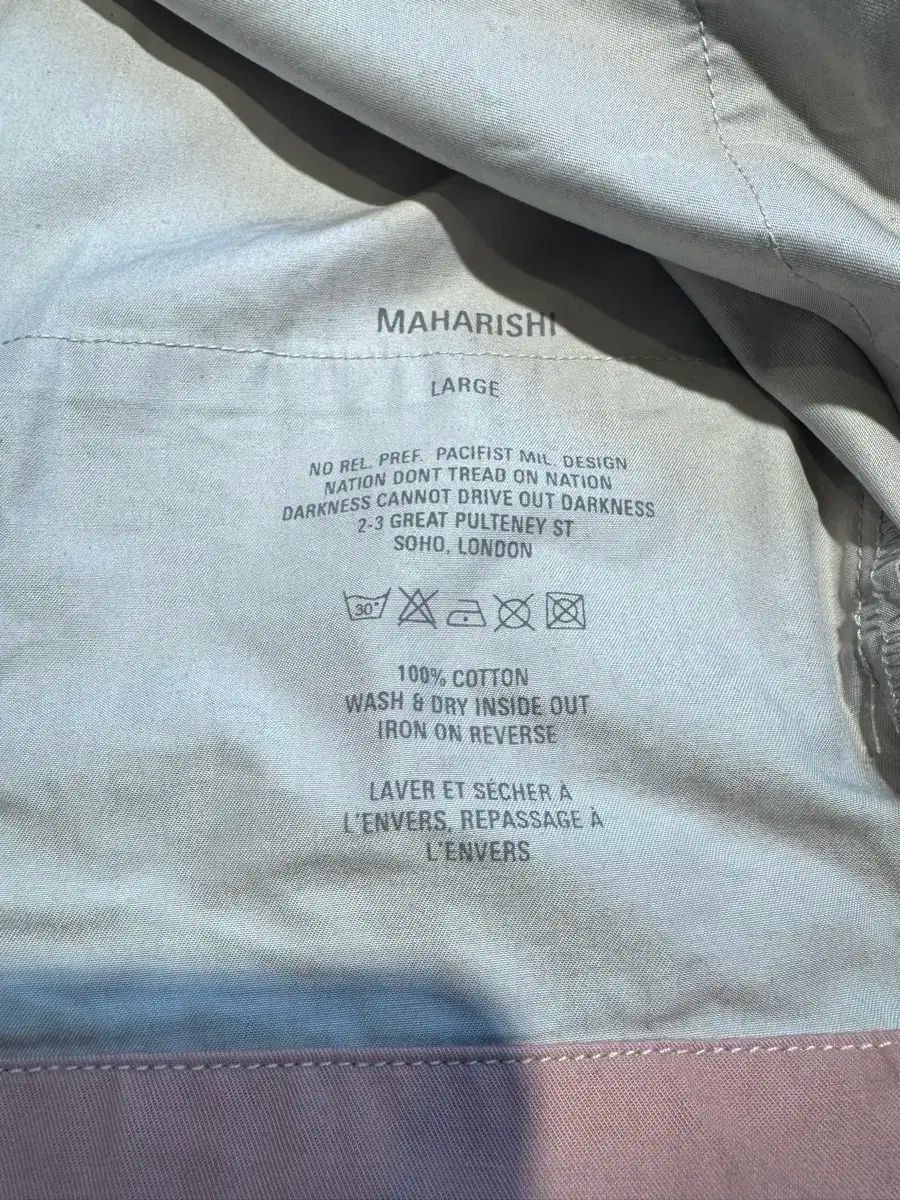 MAHARISHI
LARGE
NO REL. PREF. PACIFIST MIL. DESIGN
NATION DONT TREAD ON NATION
DARKNESS CANNOT DRIVE OUT DARKNESS
2-3 GREAT PULTENEY ST
SOHO, LONDON
30°
100% COTTON
WASH & DRY INSIDE OUT
IRON ON REVERSE
LAVER ET SÉCHER À
L'ENVERS, REPASSAGE À
L'ENVERS